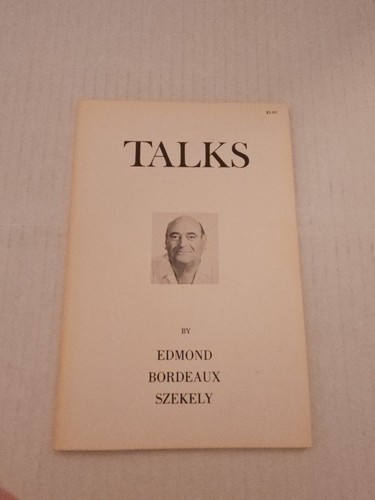 TALKS
BY
EDMOND
BORDEAUX
SZEKELY